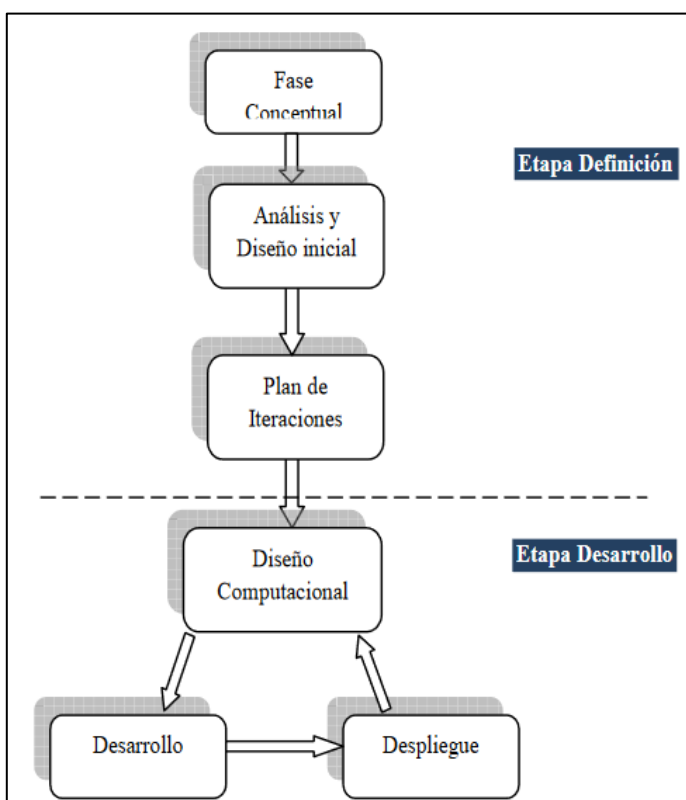 Fase
Conceptual
Etapa Definición
Análisis y
Diseño inicial
Plan de
Iteraciones
Diseño
Computacional
Etapa Desarrollo
Desarrollo
Despliegue